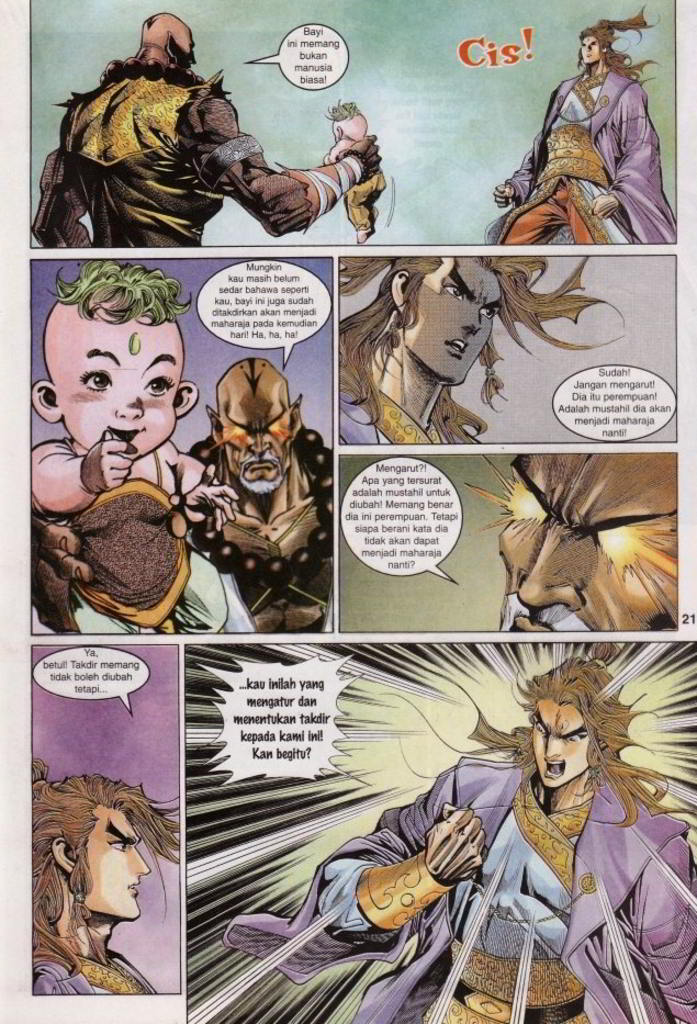 Bayi
ini memang
bukan
manusia
biasa!
Cis!
Mungkin
kau masih belum
sedar bahawa seperti
kau, bayi ini juga sudah
ditakdirkan akan menjadi
maharaja pada kemudian
hari! Ha, ha, ha!
Sudah!
Jangan mengarut!
Dia itu perempuan!
Adalah mustahil dia akan
menjadi maharaja
nanti!
Mengarut?!
Apa yang tersurat
adalah mustahil untuk
diubah! Memang benar
dia ini perempuan. Tetapi
siapa berani kata dia
tidak akan dapat
menjadi maharaja
nanti?
21
Ya,
betul! Takdir memang
tidak boleh diubah
tetapi...
...kau inilah yang
mengatur dan
menentukan takdir
kepada kami ini!
Kan begitu?